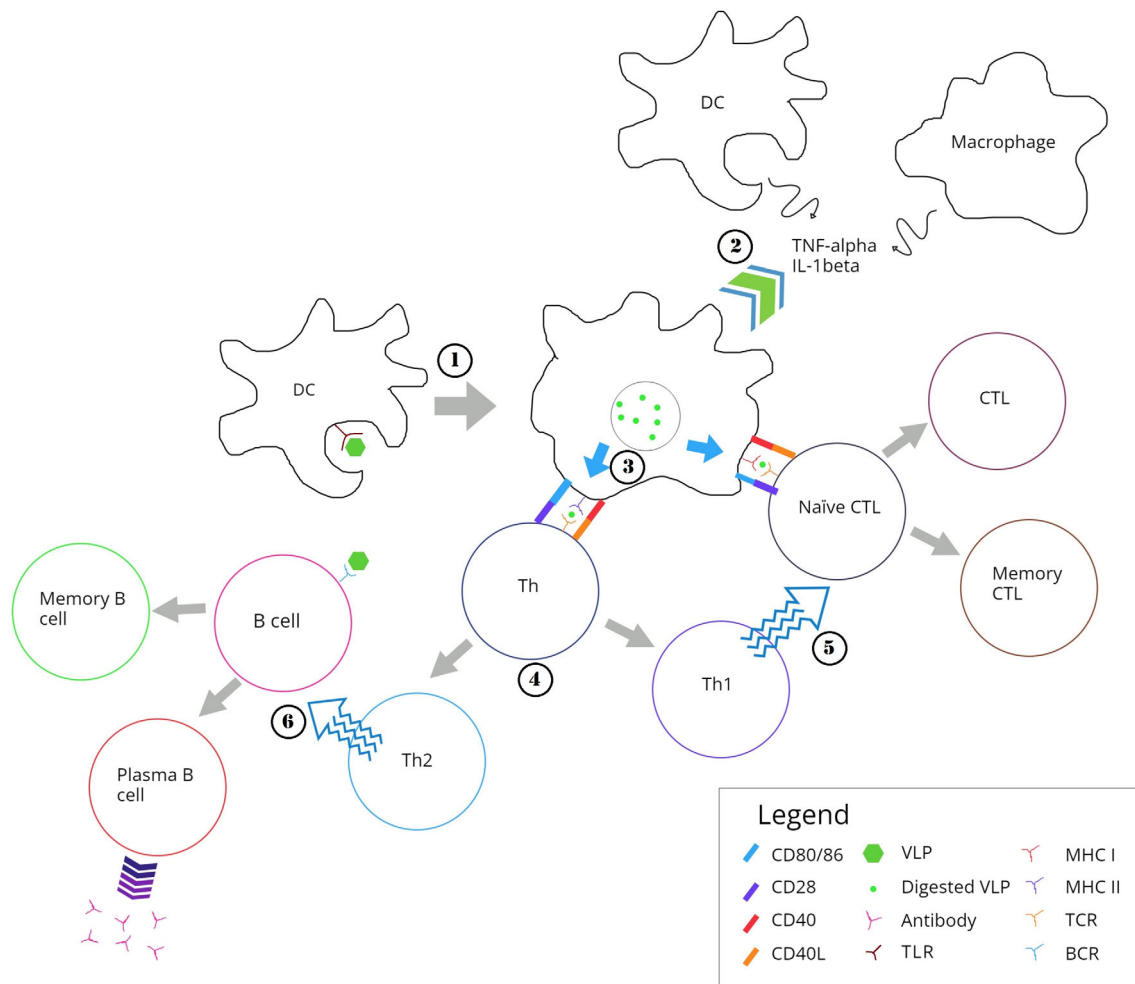 DC
Macrophage
2
TNF-alpha
IL-1beta
1
DC
CTL
3
Naïve CTL
Memory
CTL
Th
Memory B
cell
B cell
4
5
Th1
6
Th2
Plasma B
cell
Legend
CD80/86
VLP
MHC I
CD28
Digested VLP
MHC II
CD40
Antibody
TCR
CD40L
TLR
BCR